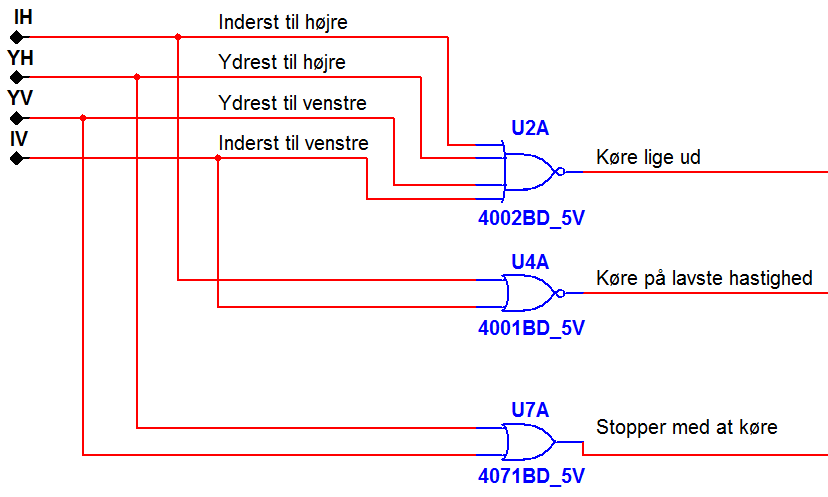 IH
Inderst til højre
YH
Ydrest til højre
YV
Ydrest til venstre
IV
Inderst til venstre
U2A
Køre lige ud
4002BD_5V
U4A
Køre på lavste hastighed
4001BD_5V
U7A
Stopper med at køre
4071BD_5V